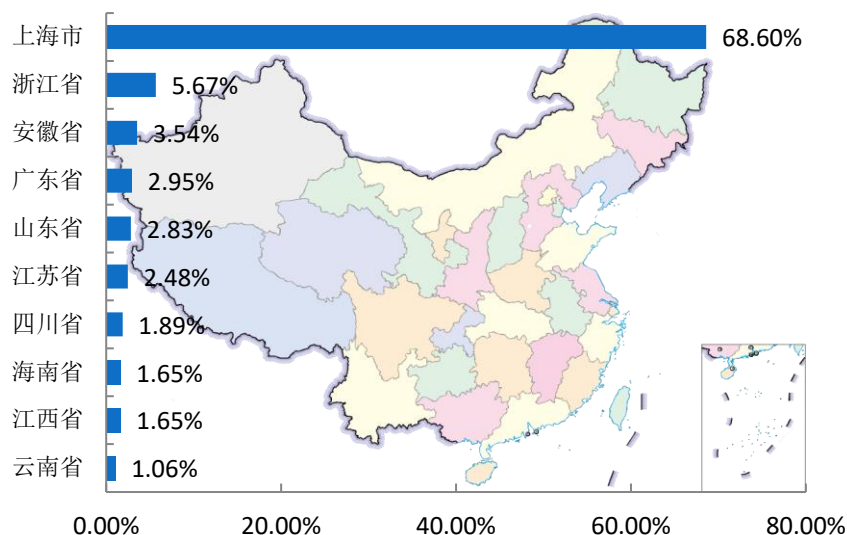 上海市 68.60%
浙江省 5.67%
安徽省 3.54%
广东省 2.95%
山东省 2.83%
江苏省 2.48%
四川省 1.89%
海南省 1.65%
江西省 1.65%
云南省 1.06%
0.00% 20.00% 40.00% 60.00% 80.00%